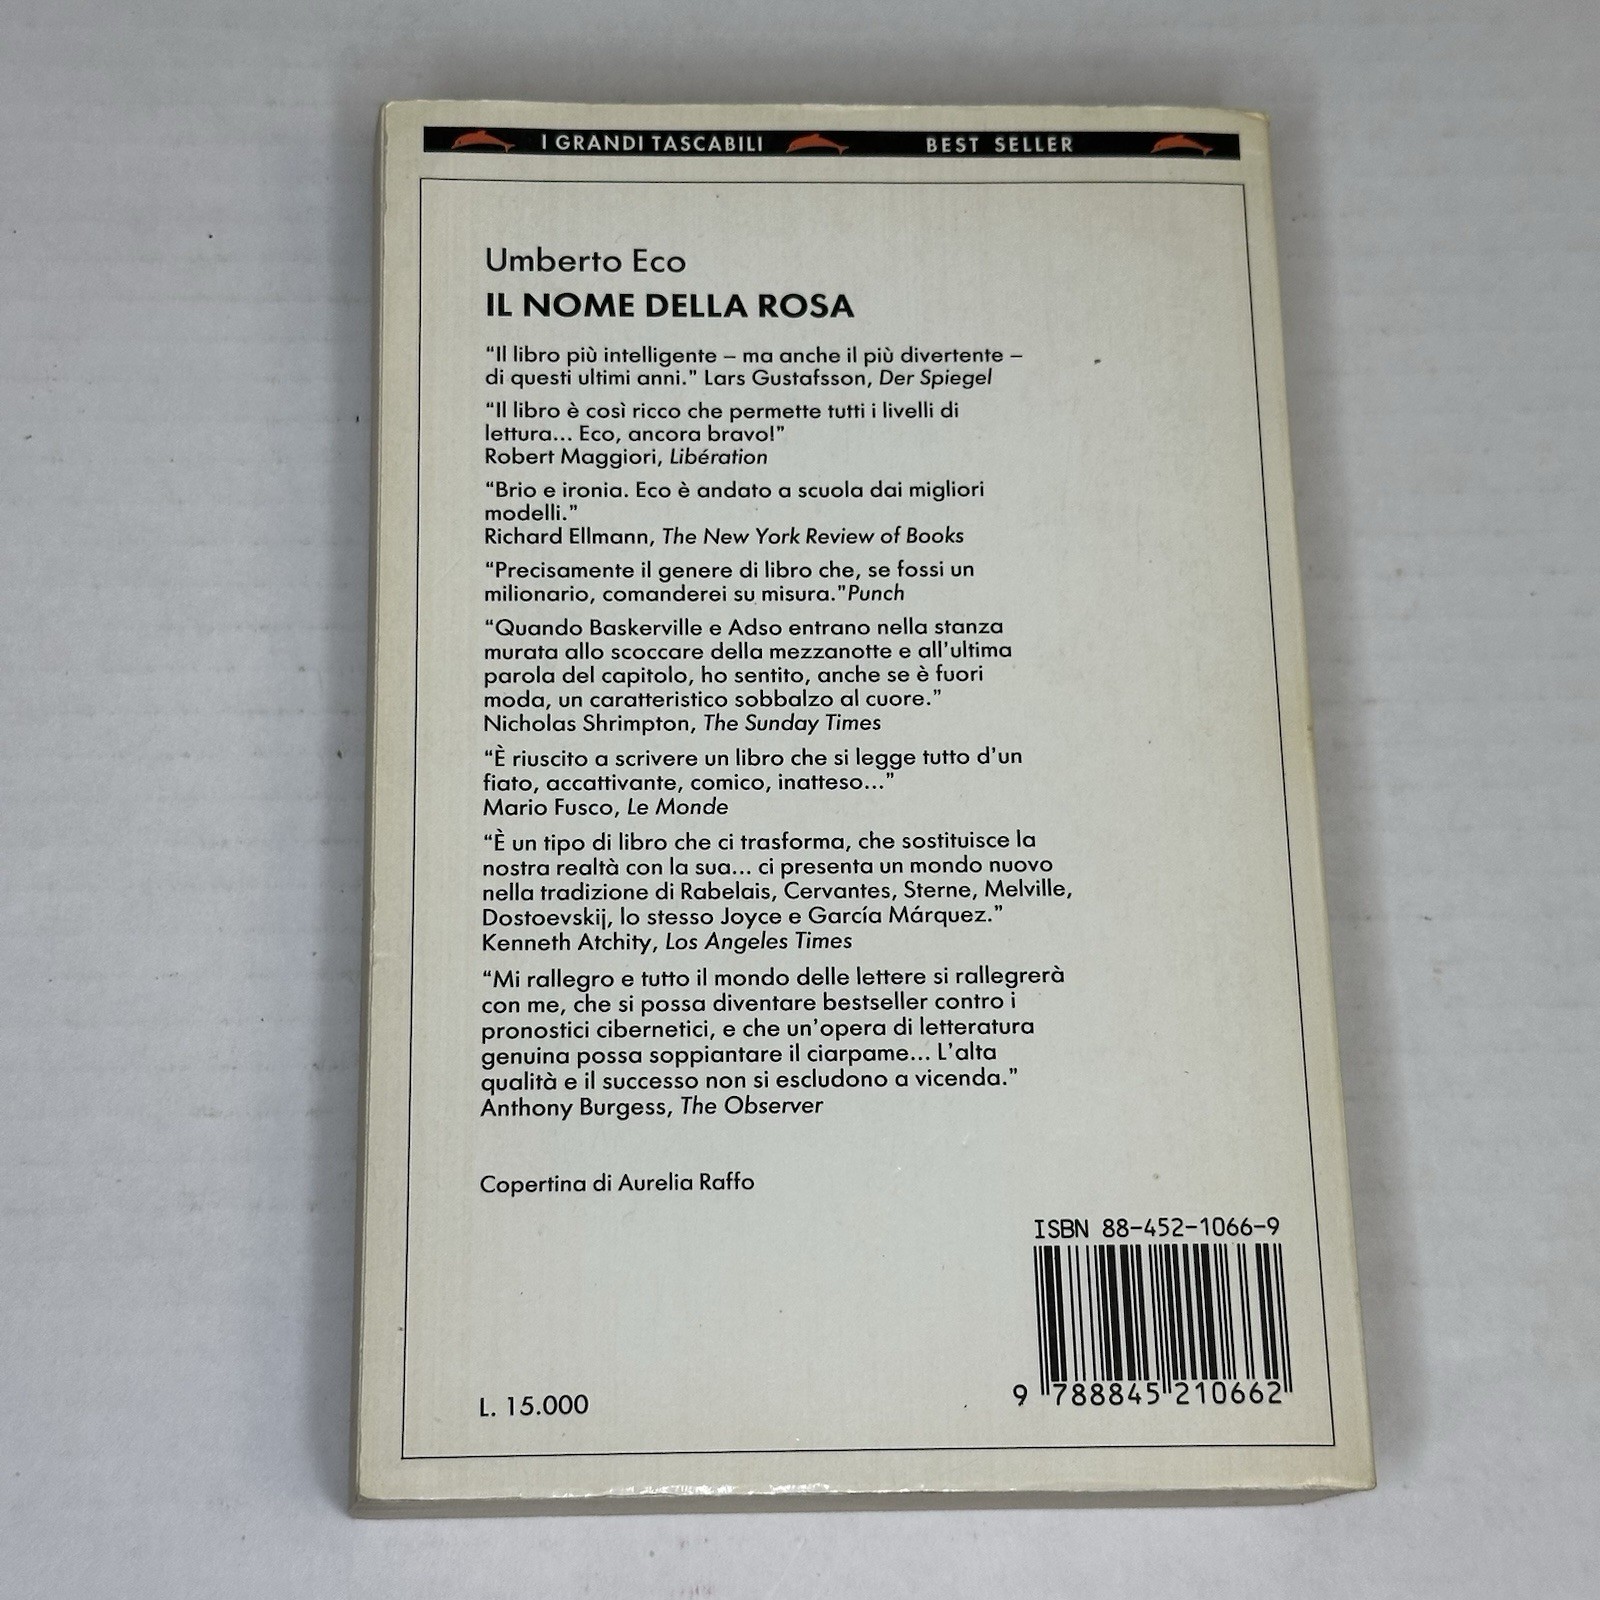 I GRANDI TASCABILI BEST SELLER
Umberto Eco
IL NOME DELLA ROSA
“Il libro più intelligente – ma anche il più divertente –
di questi ultimi anni.” Lars Gustafsson, Der Spiegel
“Il libro è così ricco che permette tutti i livelli di
lettura... Eco, ancora bravo!”
Robert Maggiori, Libération
“Brio e ironia. Eco è andato a scuola dai migliori
modelli.”
Richard Ellmann, The New York Review of Books
“Precisamente il genere di libro che, se fossi un
milionario, comanderei su misura.”Punch
“Quando Baskerville e Adso entrano nella stanza
murata allo scoccare della mezzanotte e all’ultima
parola del capitolo, ho sentito, anche se è fuori
moda, un caratteristico sobbalzo al cuore.”
Nicholas Shrimpton, The Sunday Times
“È riuscito a scrivere un libro che si legge tutto d’un
fiato, accattivante, comico, inatteso...”
Mario Fusco, Le Monde
“È un tipo di libro che ci trasforma, che sostituisce la
nostra realtà con la sua... ci presenta un mondo nuovo
nella tradizione di Rabelais, Cervantes, Sterne, Melville,
Dostoevskij, lo stesso Joyce e García Márquez.”
Kenneth Atchity, Los Angeles Times
“Mi rallegro e tutto il mondo delle lettere si rallegrerà
con me, che si possa diventare bestseller contro i
pronostici cibernetici, e che un’opera di letteratura
genuina possa soppiantare il ciarpame... L’alta
qualità e il successo non si escludono a vicenda.”
Anthony Burgess, The Observer
Copertina di Aurelia Raffo
ISBN 88-452-1066-9
9 788845 210662
L. 15.000